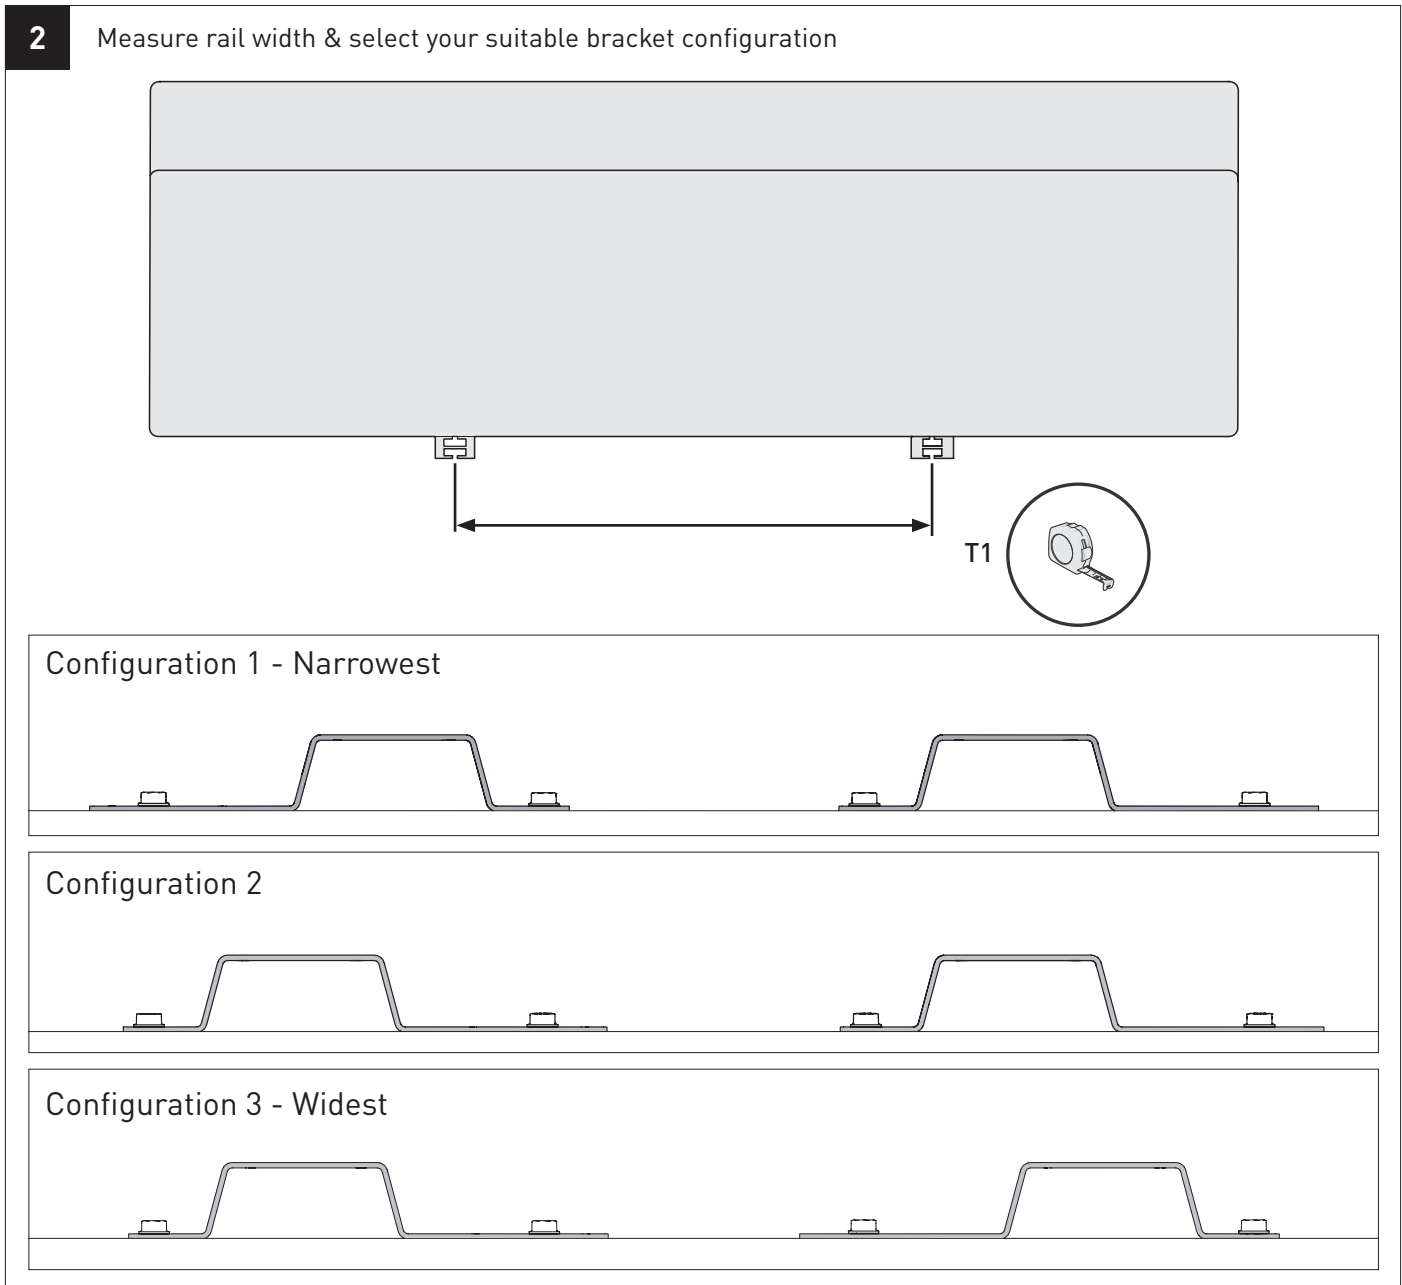 2
Measure rail width & select your suitable bracket configuration
T1
Configuration 1 - Narrowest
Configuration 2
Configuration 3 - Widest